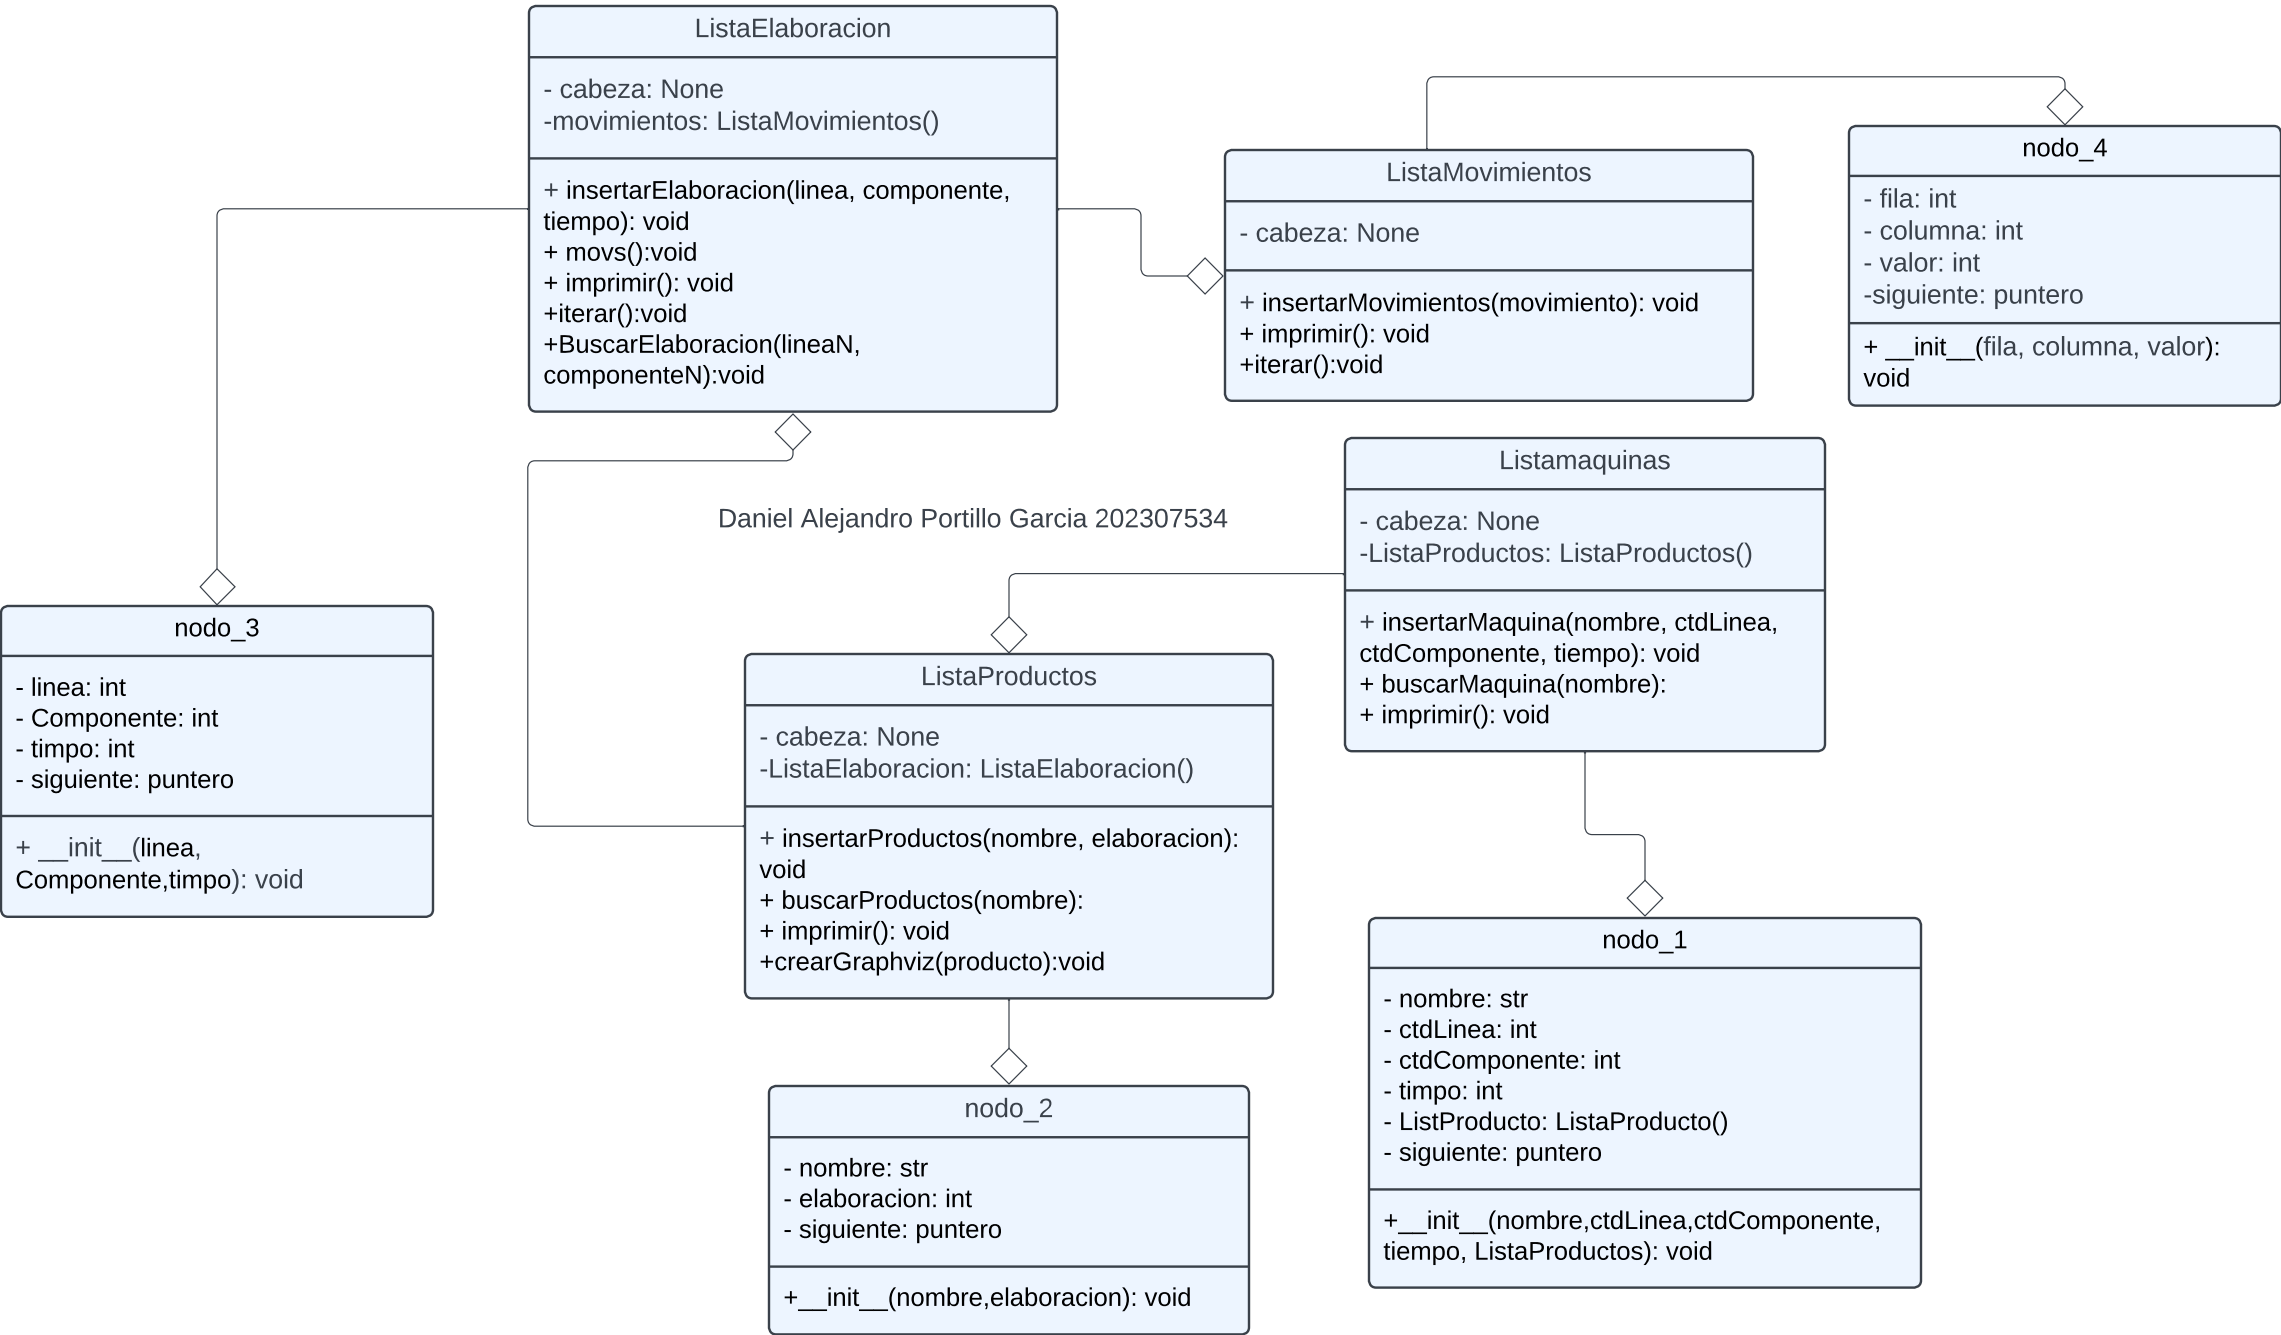 ListaElaboracion
- cabeza: None
-movimientos: ListaMovimientos()
+ insertarElaboracion(linea, componente,
tiempo): void
+ movs():void
+ imprimir(): void
+iterar():void
+BuscarElaboracion(lineaN,
componenteN):void
ListaMovimientos
- cabeza: None
+ insertarMovimientos(movimiento): void
+ imprimir(): void
+iterar():void
nodo_4
- fila: int
- columna: int
- valor: int
-siguiente: puntero
+ __init__(fila, columna, valor):
void
Daniel Alejandro Portillo Garcia 202307534
Listamaquinas
- cabeza: None
-ListaProductos: ListaProductos()
+ insertarMaquina(nombre, ctdLinea,
ctdComponente, tiempo): void
+ buscarMaquina(nombre):
+ imprimir(): void
nodo_3
- linea: int
- Componente: int
- timpo: int
- siguiente: puntero
+ __init__(linea,
Componente,timpo): void
ListaProductos
- cabeza: None
-ListaElaboracion: ListaElaboracion()
+ insertarProductos(nombre, elaboracion):
void
+ buscarProductos(nombre):
+ imprimir(): void
+crearGraphviz(producto):void
nodo_1
- nombre: str
- ctdLinea: int
- ctdComponente: int
- timpo: int
- ListProducto: ListaProducto()
- siguiente: puntero
+__init__(nombre,ctdLinea,ctdComponente,
tiempo, ListaProductos): void
nodo_2
- nombre: str
- elaboracion: int
- siguiente: puntero
+__init__(nombre,elaboracion): void